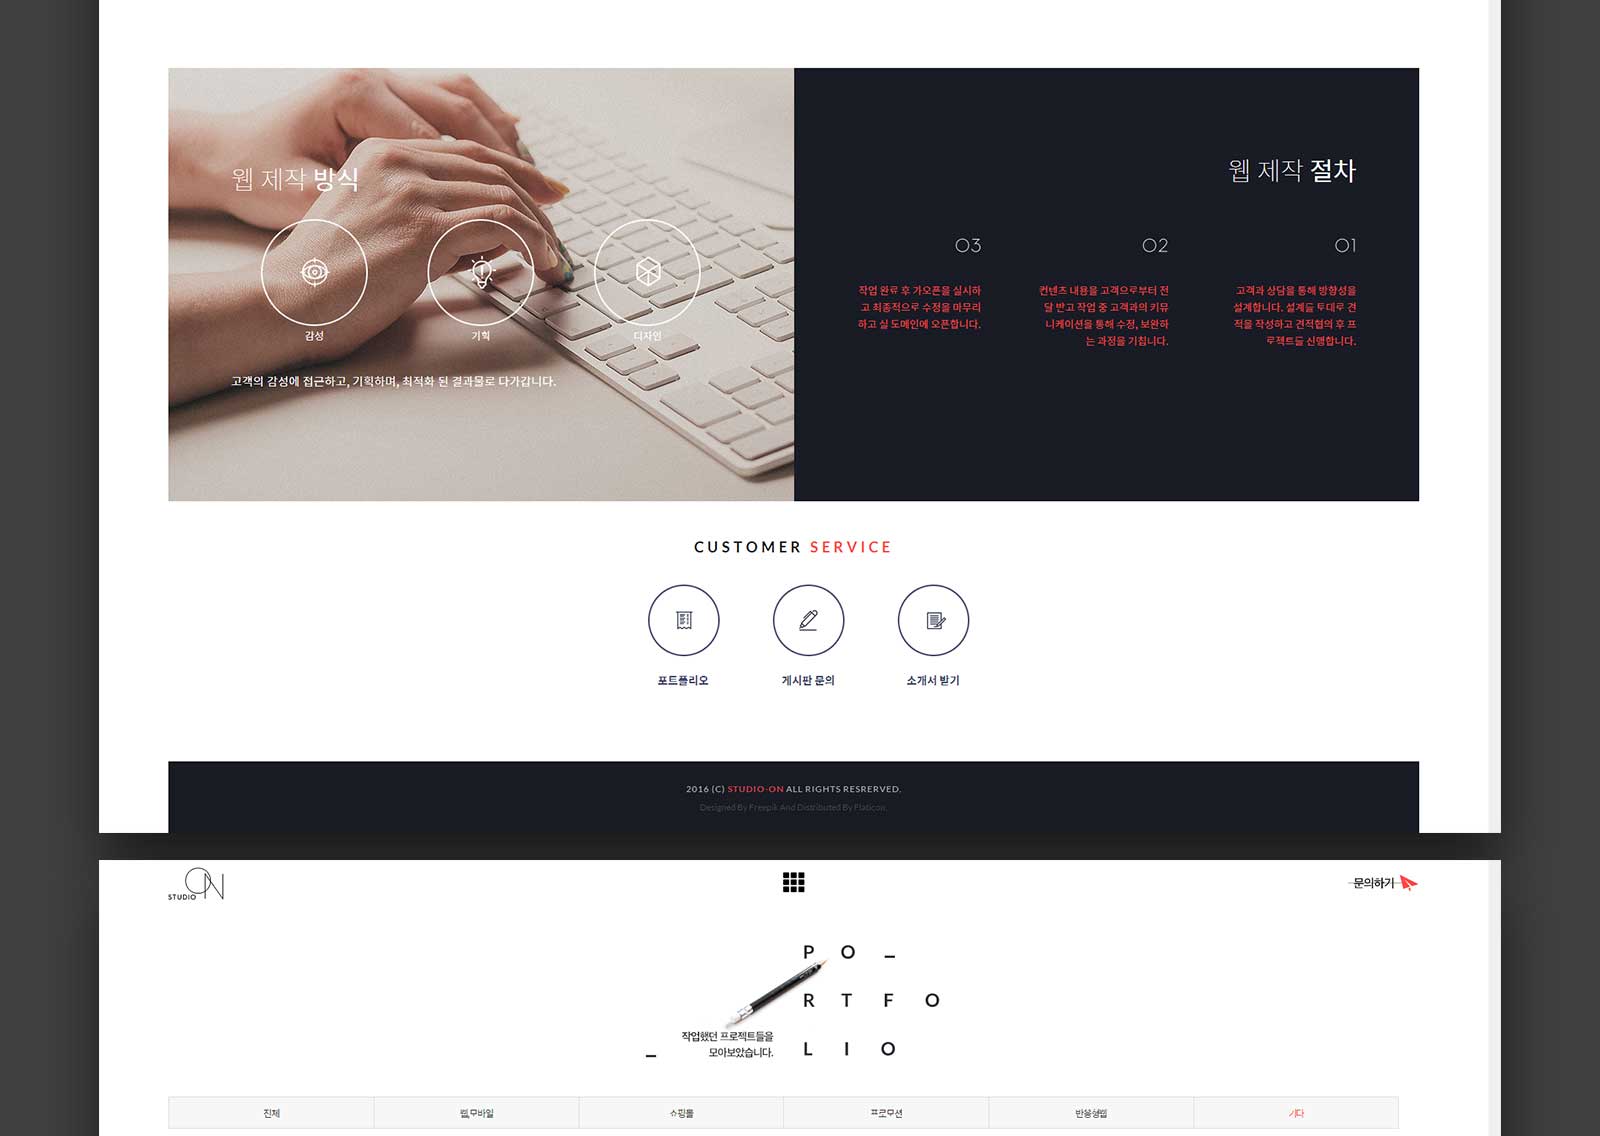 웹 제작 방식
감성
기획
디자인
고객의 감성에 접근하고, 기획하며, 최적화 된 결과물로 다가갑니다.
웹 제작 절차
03
02
01
작업 완료 후 가오픈을 실시하
고 최종적으로 수정을 마무리
하고 실 도메인에 오픈합니다.
컨텐츠 내용을 고객으로부터 전
달 받고 작업 중 고객과의 커뮤
니케이션을 통해 수정, 보완하
는 과정을 거칩니다.
고객과 상담을 통해 방향성을
설계합니다. 설계를 토대로 견
적을 작성하고 견적협의 후 프
로젝트를 진행합니다.
CUSTOMER SERVICE
포트폴리오
게시판 문의
소개서 받기
2016 (C) STUDIO-ON ALL RIGHTS RESRERVED.
Designed By Freepik And Distributed By Flaticon.
STUDIO ON
문의하기
P O _
R T F O
L I O
작업했던 프로젝트들을
_ 모아보았습니다.
전체
웹,모바일
쇼핑몰
프로모션
반응형웹
기타